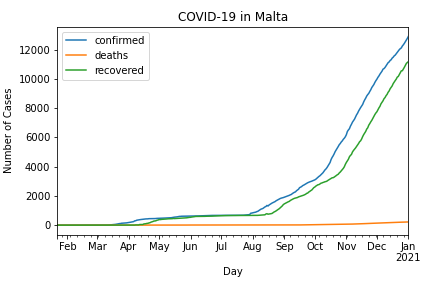 COVID-19 in Malta
confirmed
deaths
recovered
Number of Cases
12000
10000
8000
6000
4000
2000
0
Feb Mar Apr May Jun Jul Aug Sep Oct Nov Dec Jan
2021
Day